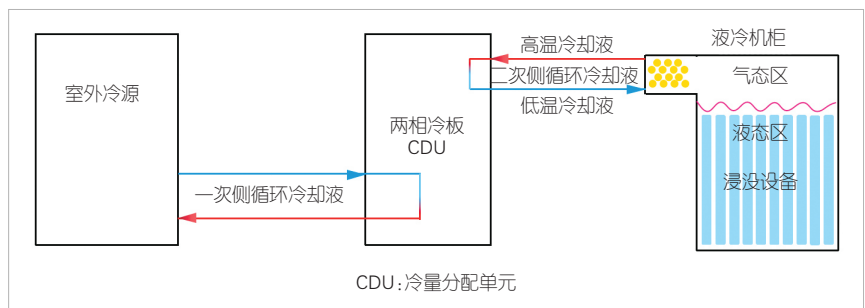 高温冷却液
液冷机柜
室外冷源
二次侧循环冷却液
气态区
低温冷却液
两相冷板
CDU
液态区
一次侧循环冷却液
浸没设备
CDU:冷量分配单元